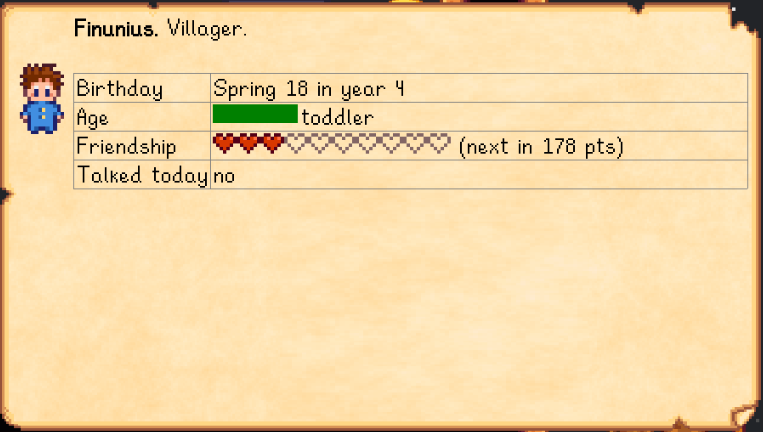 Finunius. Villager.
Birthday Spring 18 in year 4
Age toddler
Friendship (next in 178 pts)
Talked today no